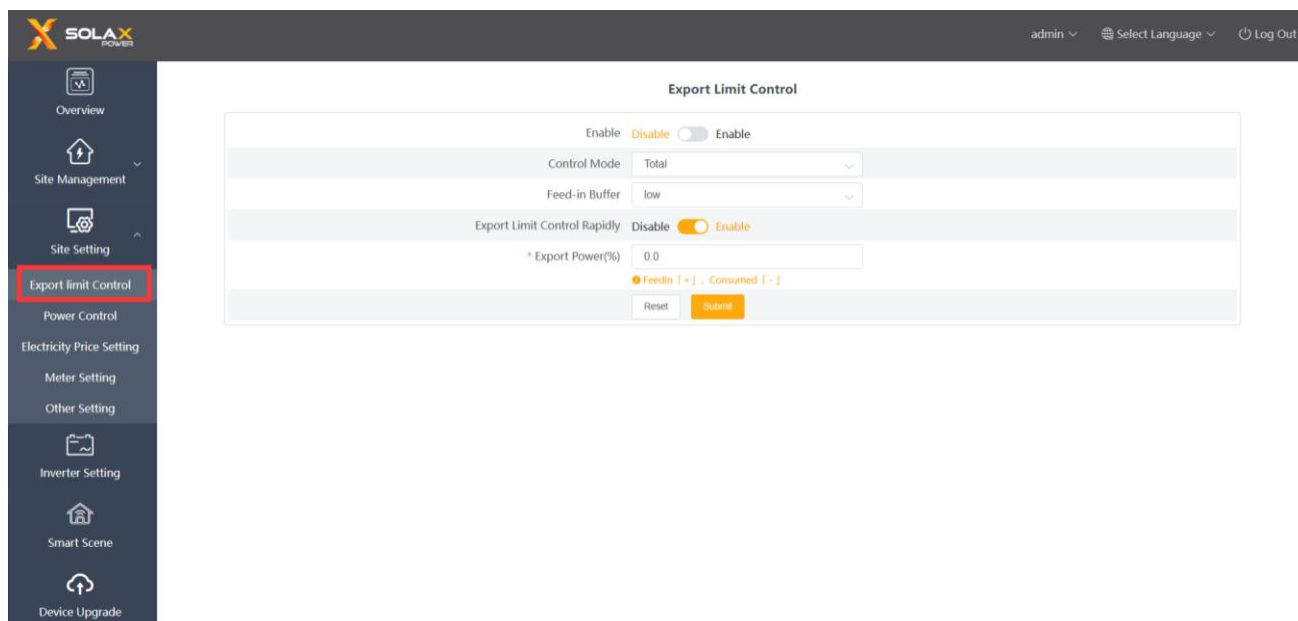 SOLAX
POWER
admin
Select Language
Log Out
Overview
Site Management
Site Setting
Export limit Control
Power Control
Electricity Price Setting
Meter Setting
Other Setting
Inverter Setting
Smart Scene
Device Upgrade
Export Limit Control
Enable Disable Enable
Control Mode Total
Feed-in Buffer low
Export Limit Control Rapidly Disable Enable
* Export Power(%) 0.0
Feedin「+」, Consumed「-」
Reset Submit